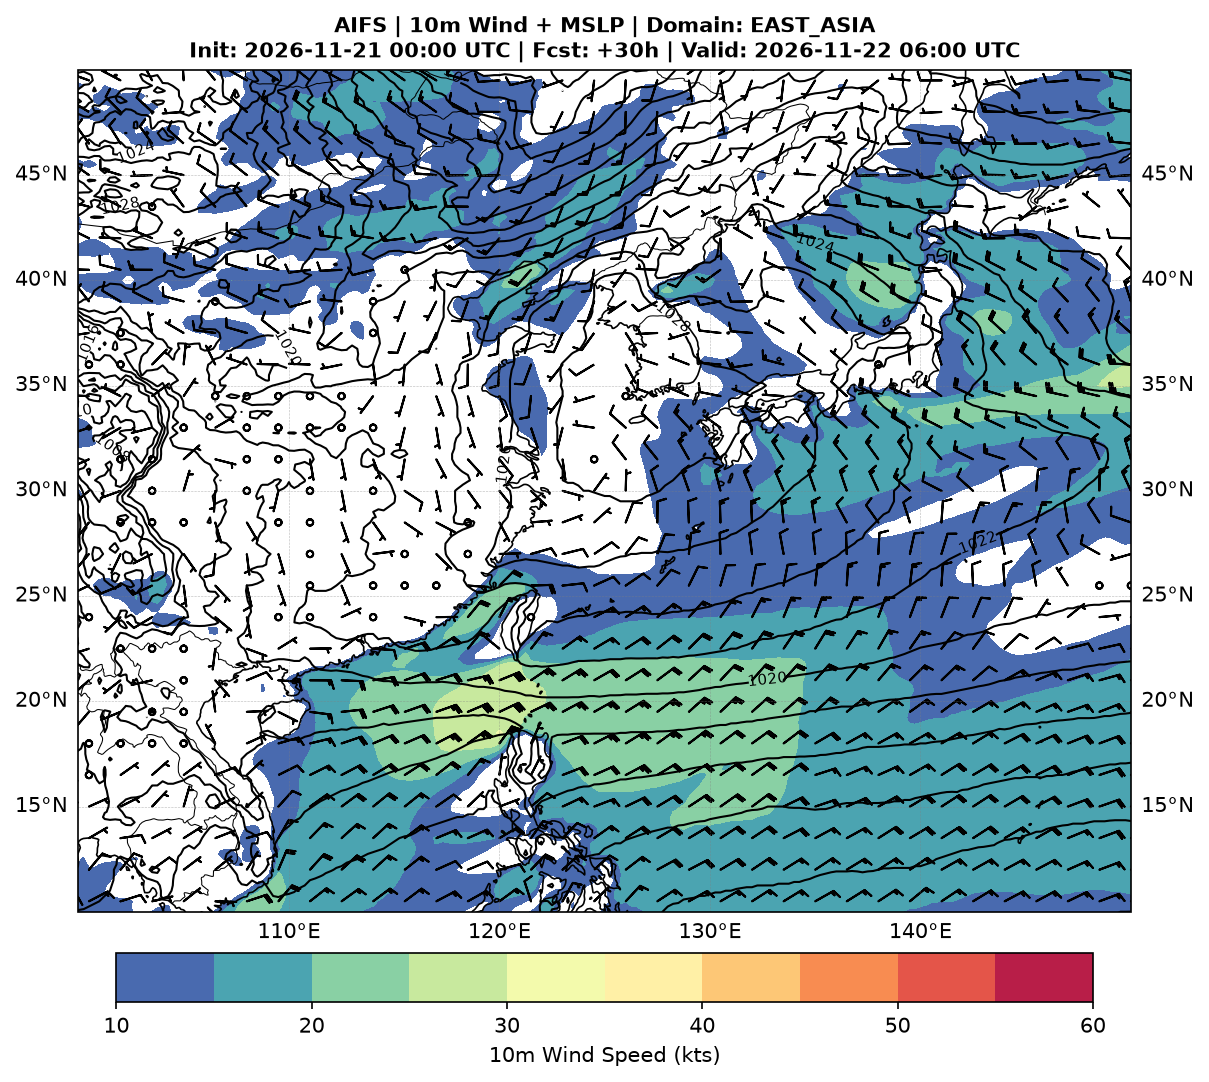 AIFS | 10m Wind + MSLP | Domain: EAST_ASIA
Init: 2026-11-21 00:00 UTC | Fcst: +30h | Valid: 2026-11-22 06:00 UTC
1024
1028
45°N
45°N
1024
40°N
40°N
1028
1016
1020
35°N
35°N
30°N
30°N
1022
25°N
25°N
1020
20°N
20°N
15°N
15°N
110°E
120°E
130°E
140°E
10
20
30
40
50
60
10m Wind Speed (kts)